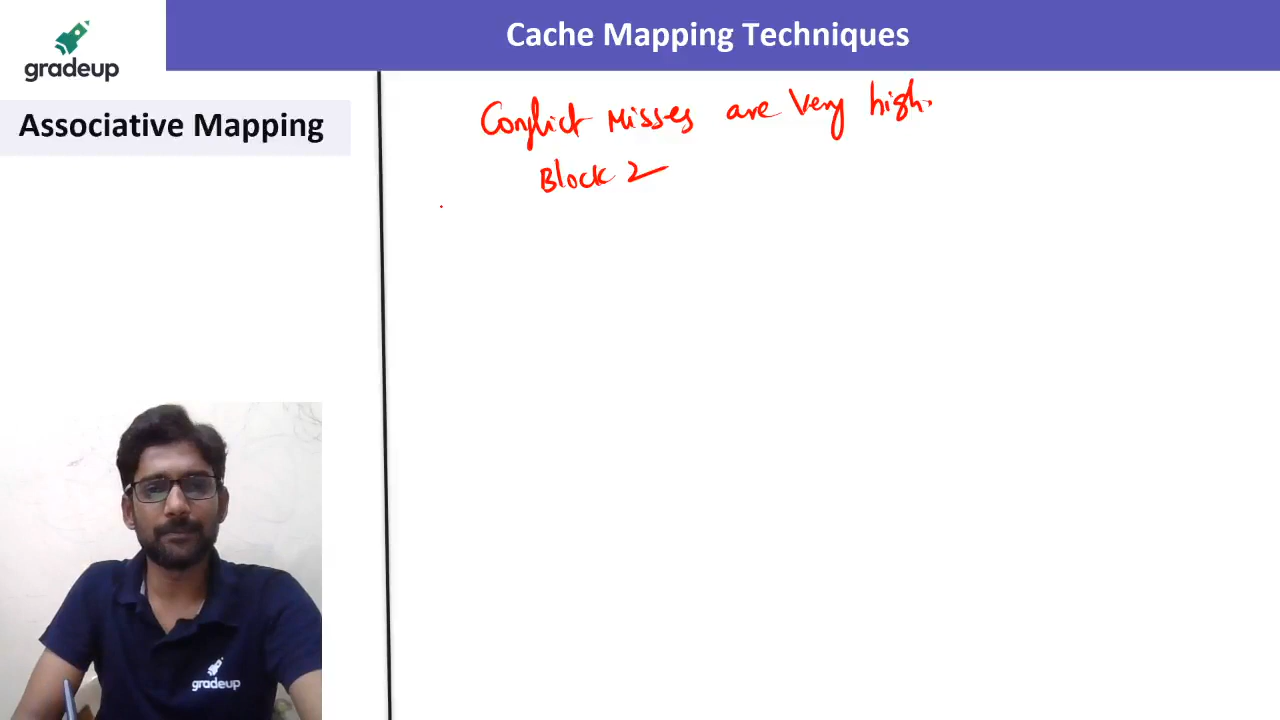 gradeup
Cache Mapping Techniques
Associative Mapping
Conflict Misses are Very high.
Block 2
gradeup